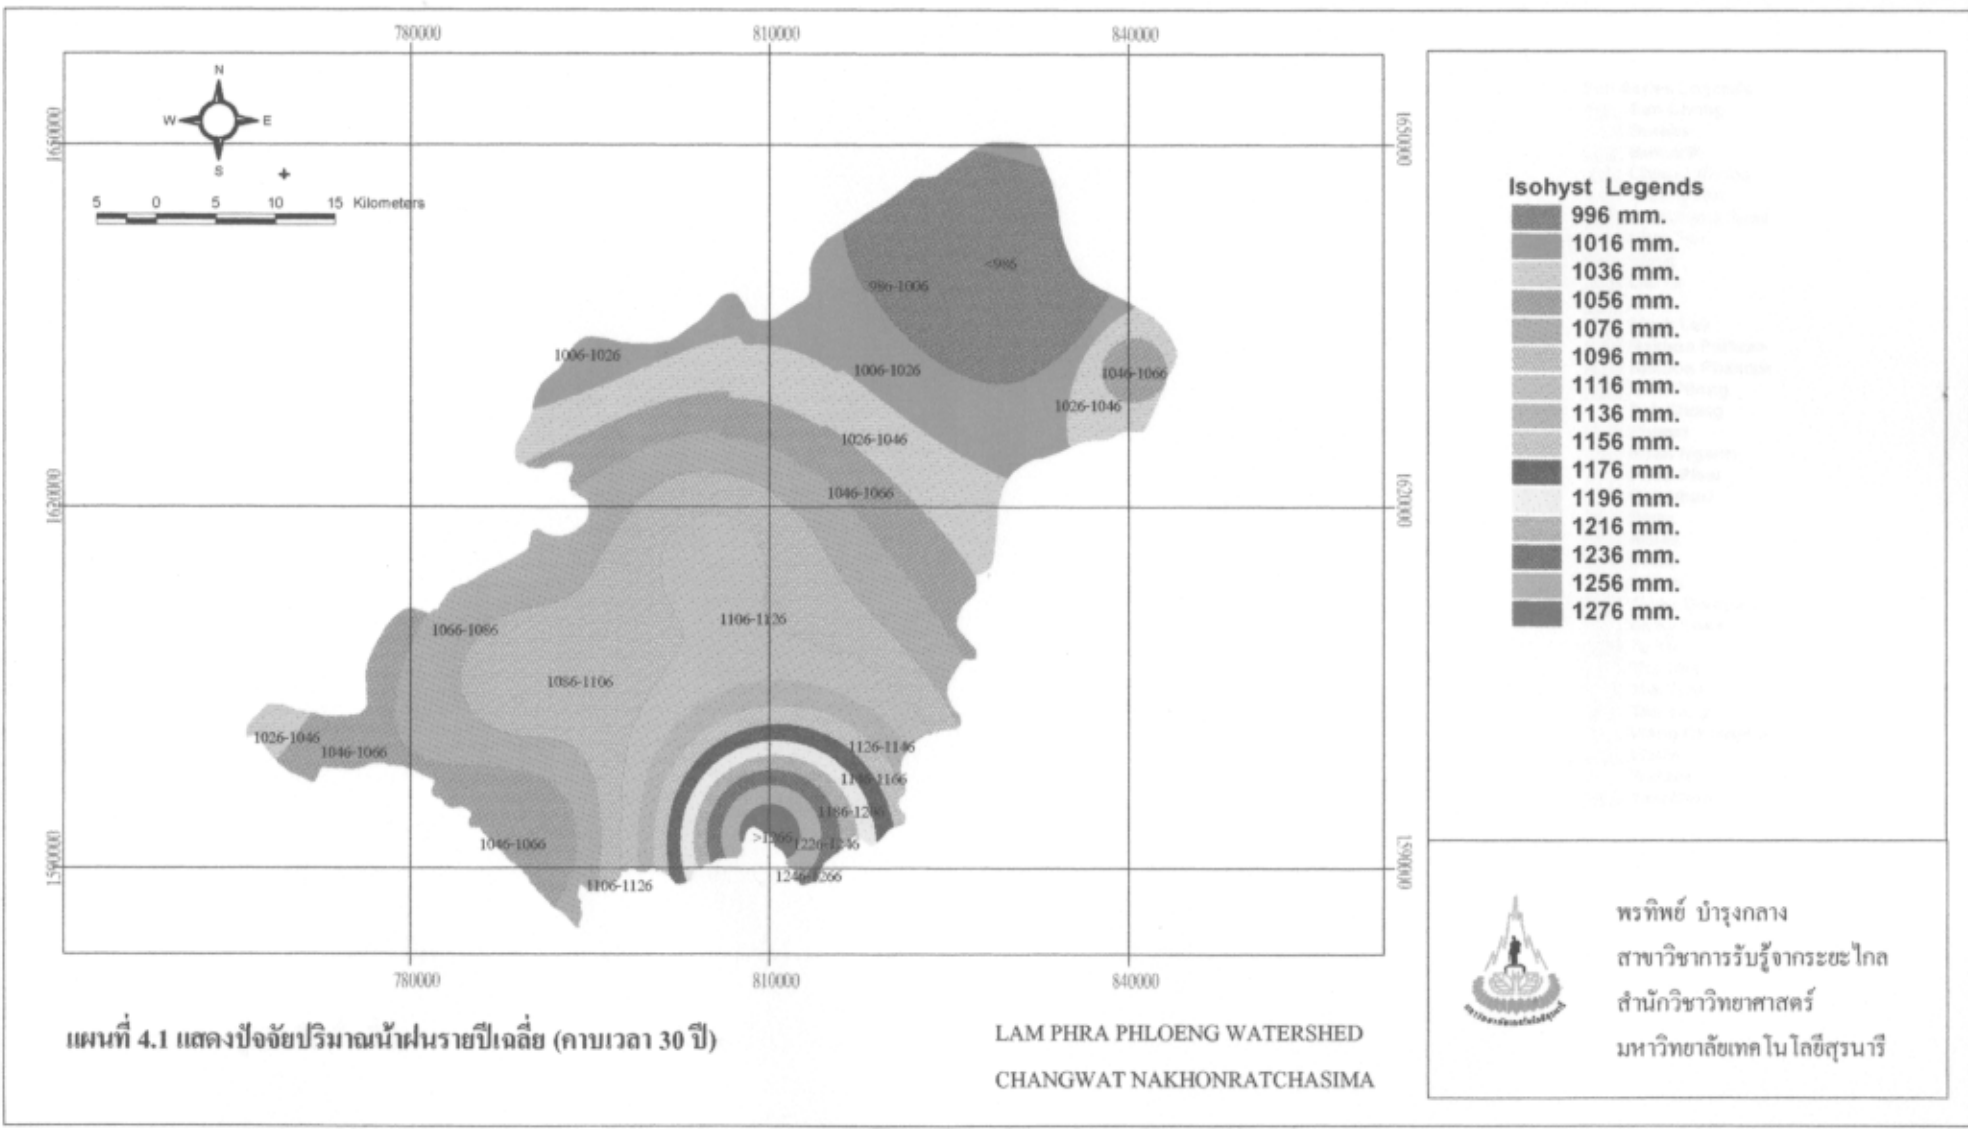 780000
810000
840000
N
W E
S
5 0 5 10 15 Kilometers
1650000
1650000
<986
986-1006
1006-1026
1006-1026
1046-1066
1026-1046
1026-1046
1046-1066
1620000
1620000
1106-1126
1066-1086
1086-1106
1026-1046
1046-1066
1126-1146
1146-1166
1226-1246
>1266
1046-1066
1246-1266
1106-1126
1590000
1590000
780000
810000
840000
Isohyst Legends
996 mm.
1016 mm.
1036 mm.
1056 mm.
1076 mm.
1096 mm.
1116 mm.
1136 mm.
1156 mm.
1176 mm.
1196 mm.
1216 mm.
1236 mm.
1256 mm.
1276 mm.
แผนที่ 4.1 แสดงปัจจัยปริมาณน้ำฝนรายปีเฉลี่ย (คาบเวลา 30 ปี)
LAM PHRA PHLOENG WATERSHED
CHANGWAT NAKHONRATCHASIMA
พรทิพย์ บำรุงกลาง
สาขาวิชาการรับรู้จากระยะไกล
สำนักวิชาวิทยาศาสตร์
มหาวิทยาลัยเทคโนโลยีสุรนารี